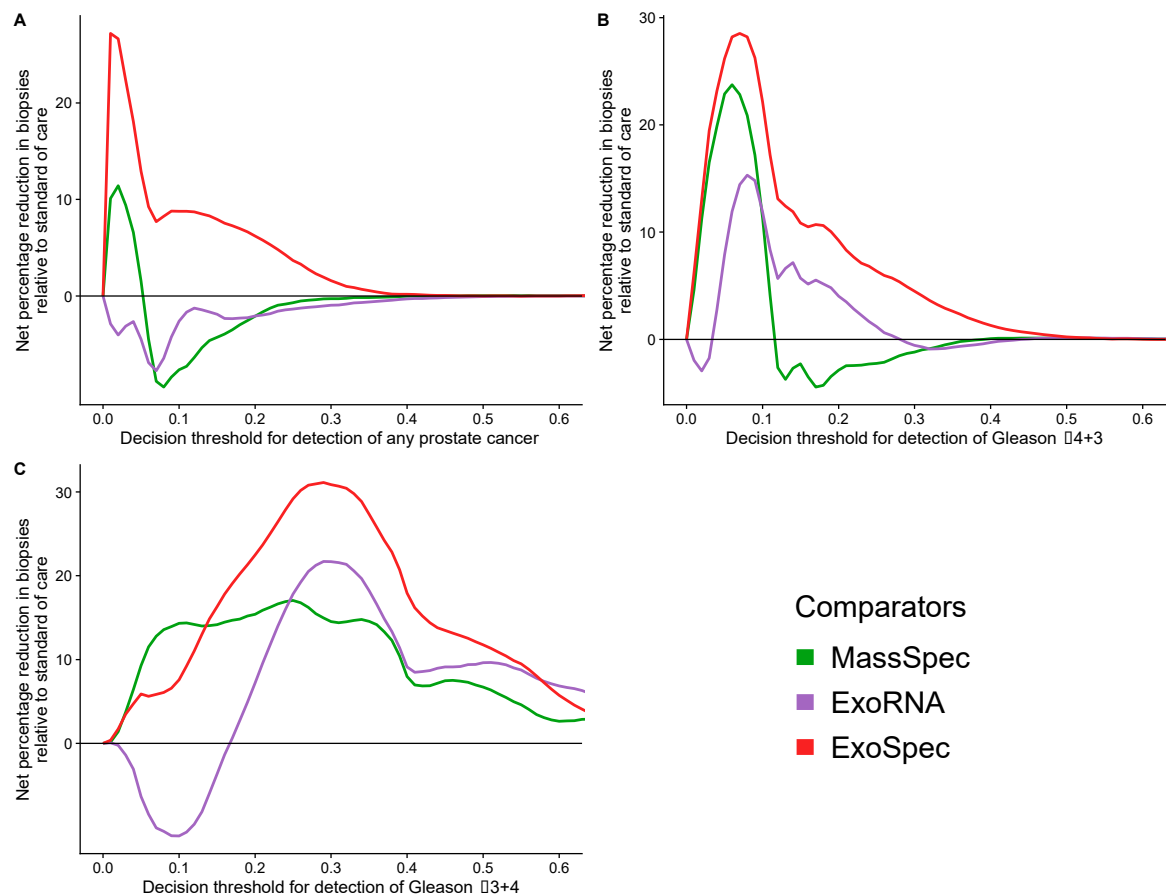 A
Net percentage reduction in biopsies
relative to standard of care
20
10
0
0.0 0.1 0.2 0.3 0.4 0.5 0.6
Decision threshold for detection of any prostate cancer
B
Net percentage reduction in biopsies
relative to standard of care
30
20
10
0
0.0 0.1 0.2 0.3 0.4 0.5 0.6
Decision threshold for detection of Gleason ▯4+3
C
Net percentage reduction in biopsies
relative to standard of care
30
20
10
0
0.0 0.1 0.2 0.3 0.4 0.5 0.6
Decision threshold for detection of Gleason ▯3+4
Comparators
MassSpec
ExoRNA
ExoSpec